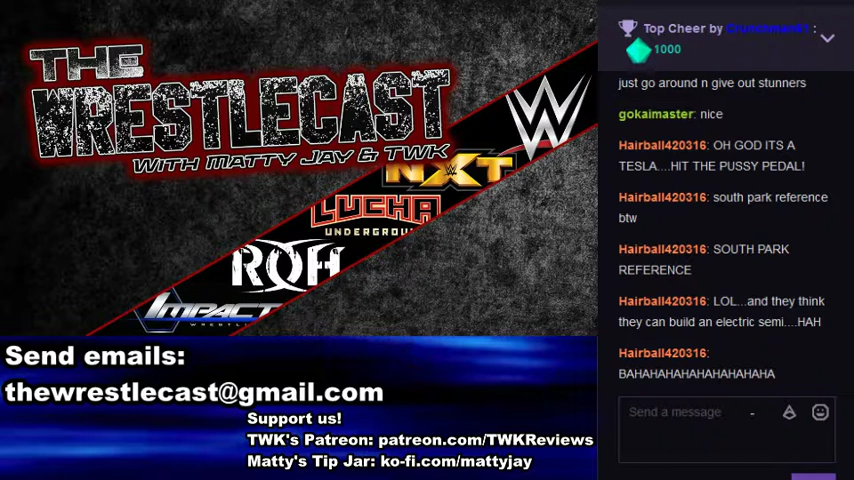 THE
WRESTLECAST
WITH MATTY JAY & TWK
W
NXT
LUCHA
UNDERGROUND
ROH
IMPACT
WRESTLING
Send emails:
thewrestlecast@gmail.com
Support us!
TWK's Patreon: patreon.com/TWKReviews
Matty's Tip Jar: ko-fi.com/mattyjay
Top Cheer by :
1000
just go around n give out stunners
gokaimaster: nice
Hairball420316: OH GOD ITS A
TESLA....HIT THE PUSSY PEDAL!
Hairball420316: south park reference
btw
Hairball420316: SOUTH PARK
REFERENCE
Hairball420316: LOL...and they think
they can build an electric semi....HAH
Hairball420316:
BAHAHAHAHAHAHAHAHA
Send a message